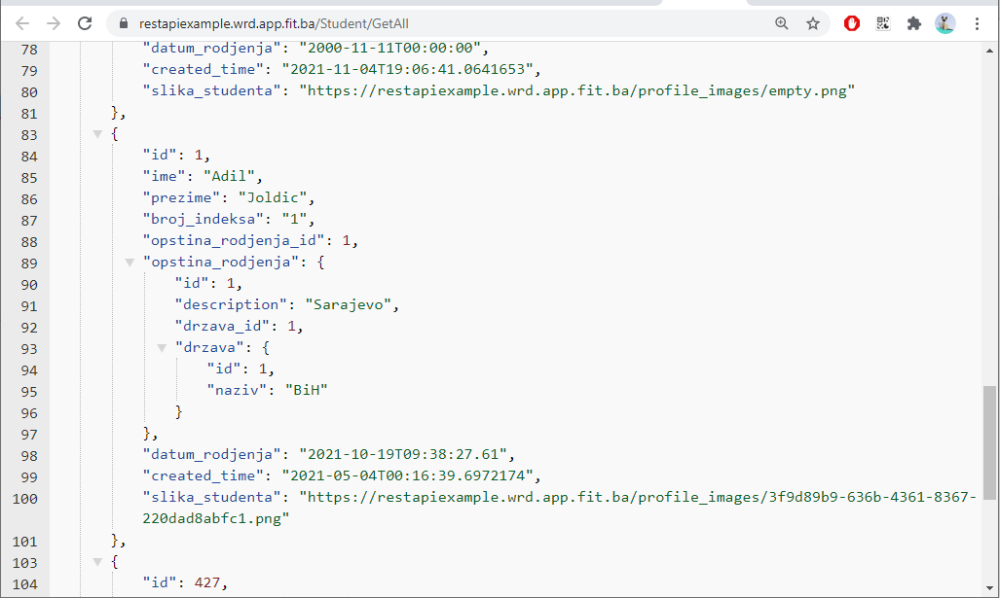 restapiexample.wrd.app.fit.ba/Student/GetAll
78 "datum_rodjenja": "2000-11-11T00:00:00",
79 "created_time": "2021-11-04T19:06:41.0641653",
80 "slika_studenta": "https://restapiexample.wrd.app.fit.ba/profile_images/empty.png"
81 },
83 {
84 "id": 1,
85 "ime": "Adil",
86 "prezime": "Joldic",
87 "broj_indeksa": "1",
88 "opstina_rodjenja_id": 1,
89 "opstina_rodjenja": {
90 "id": 1,
91 "description": "Sarajevo",
92 "drzava_id": 1,
93 "drzava": {
94 "id": 1,
95 "naziv": "BiH"
96 }
97 },
98 "datum_rodjenja": "2021-10-19T09:38:27.61",
99 "created_time": "2021-05-04T00:16:39.6972174",
100 "slika_studenta": "https://restapiexample.wrd.app.fit.ba/profile_images/3f9d89b9-636b-4361-8367-
220dad8abfc1.png"
101 },
103 {
104 "id": 427,